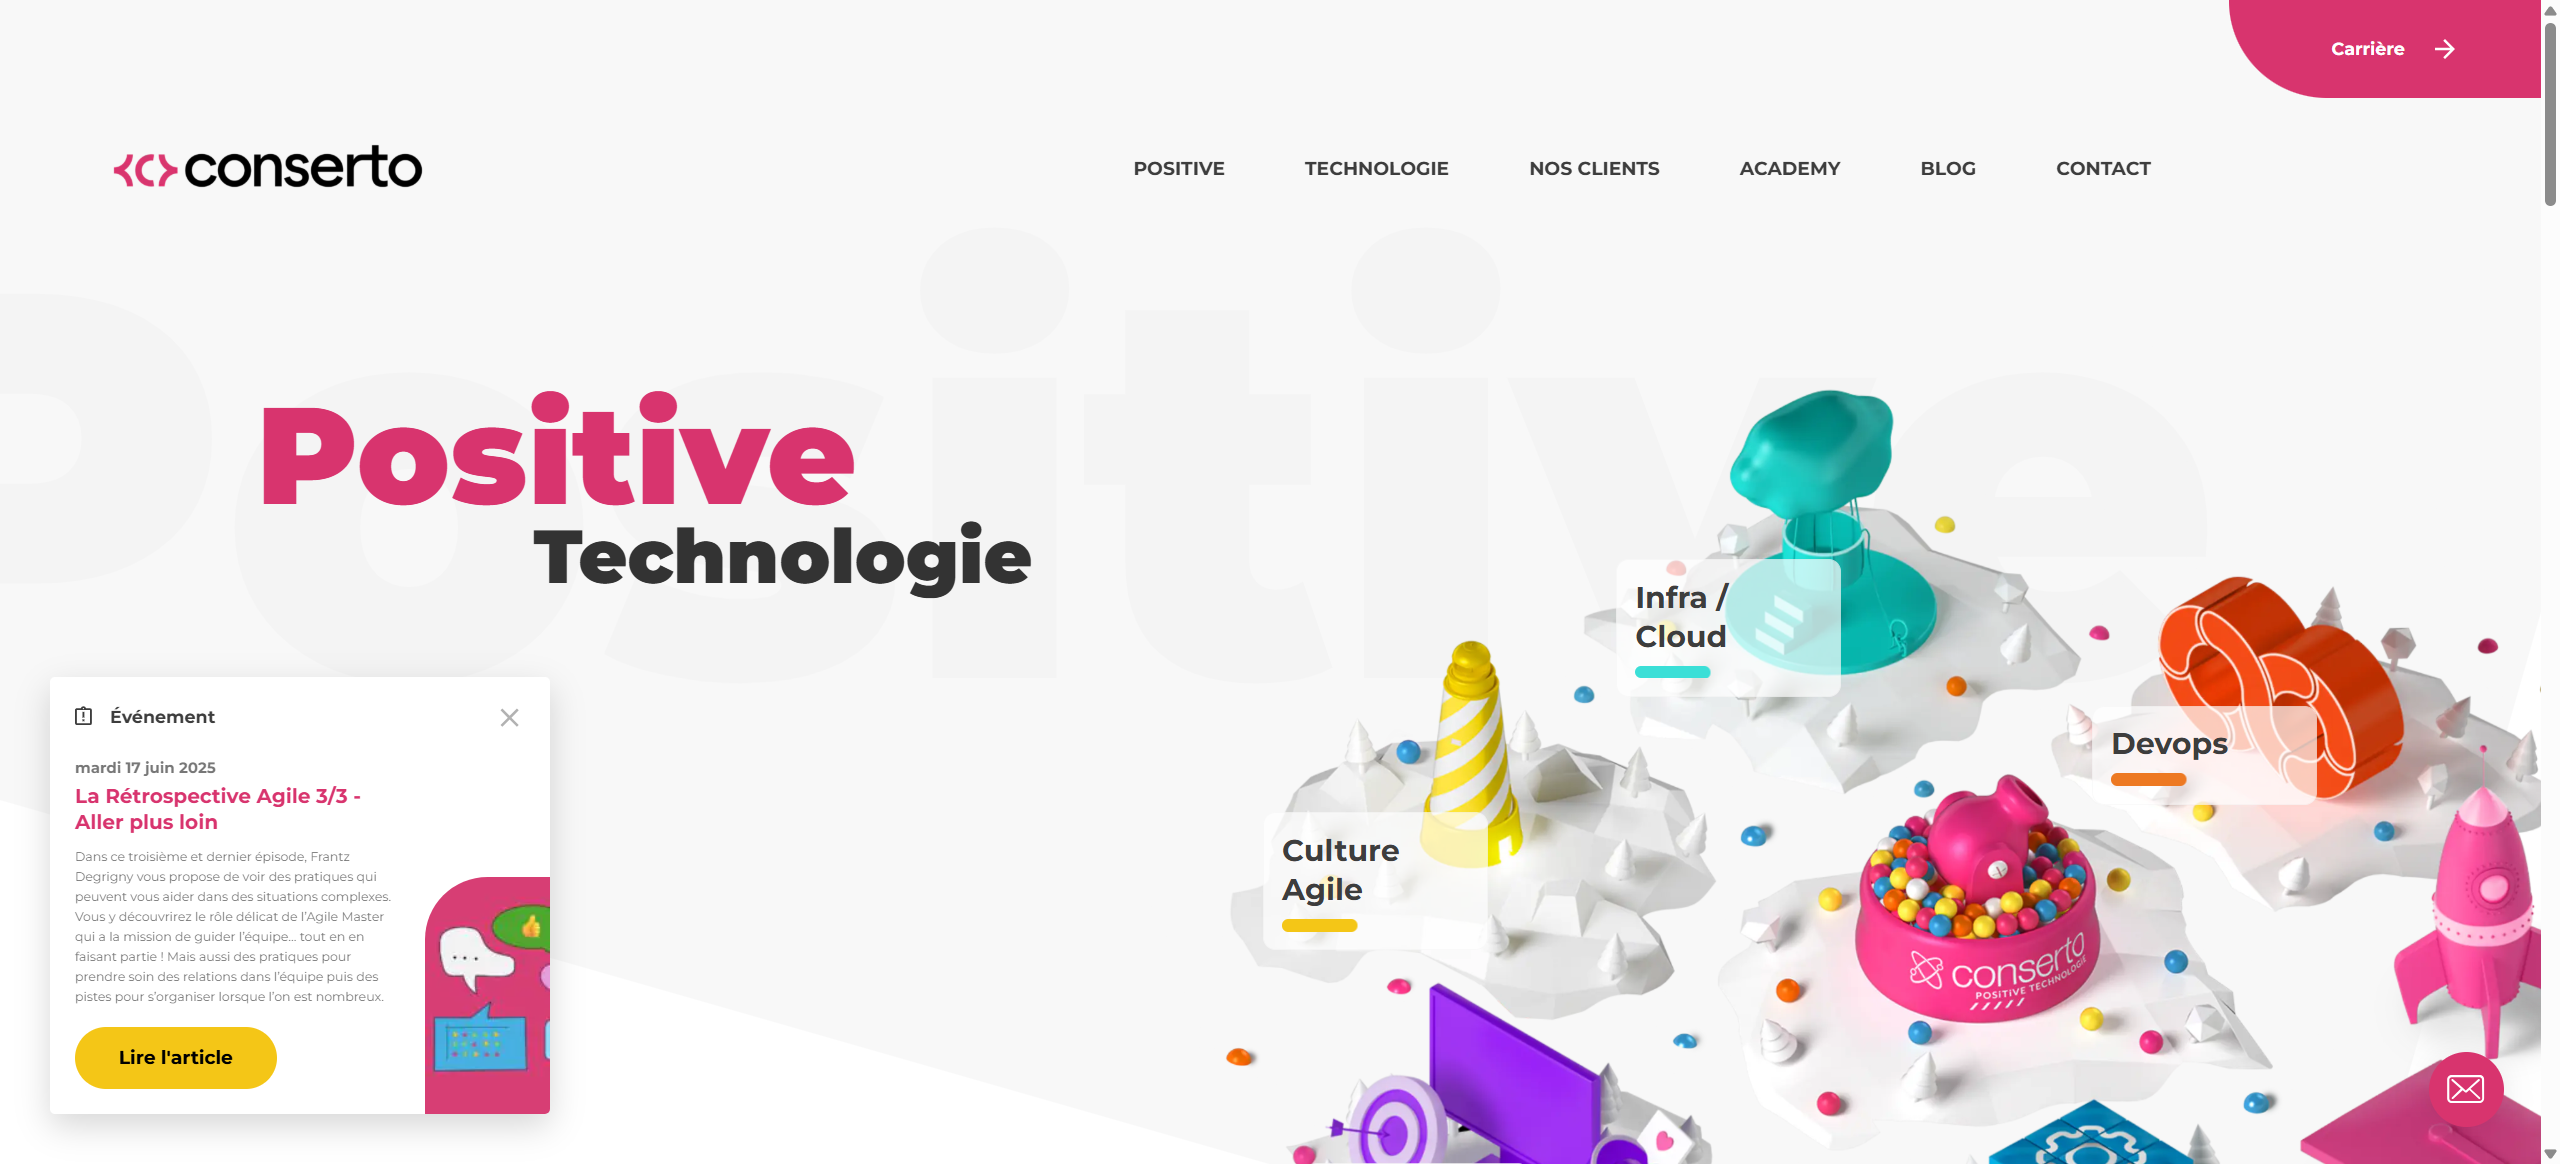 Carrière
conserto
POSITIVE TECHNOLOGIE NOS CLIENTS ACADEMY BLOG CONTACT
Positive
Positive
Technologie
Infra /
Cloud
Devops
Culture
Agile
conserto
POSITIVE TECHNOLOGIE
Événement
mardi 17 juin 2025
La Rétrospective Agile 3/3 -
Aller plus loin
Dans ce troisième et dernier épisode, Frantz
Degrigny vous propose de voir des pratiques qui
peuvent vous aider dans des situations complexes.
Vous y découvrirez le rôle délicat de l’Agile Master
qui a la mission de guider l’équipe… tout en en
faisant partie ! Mais aussi des pratiques pour
prendre soin des relations dans l’équipe puis des
pistes pour s’organiser lorsque l’on est nombreux.
Lire l'article